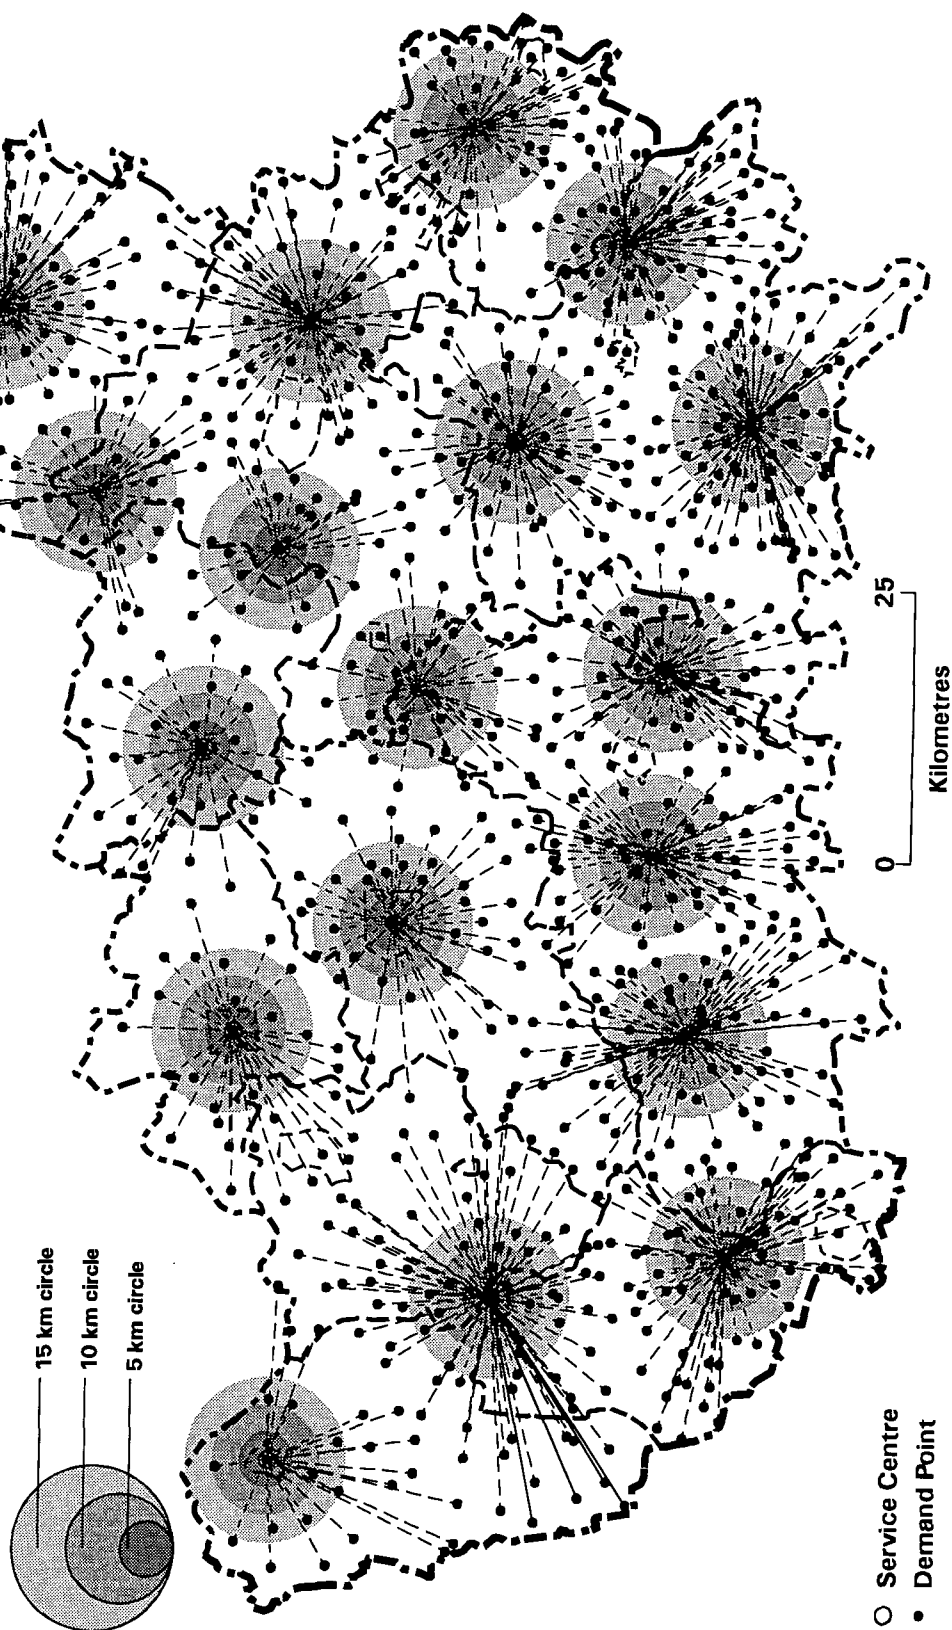 15 km circle
10 km circle
5 km circle
Service Centre
Demand Point
0
25
Kilometres